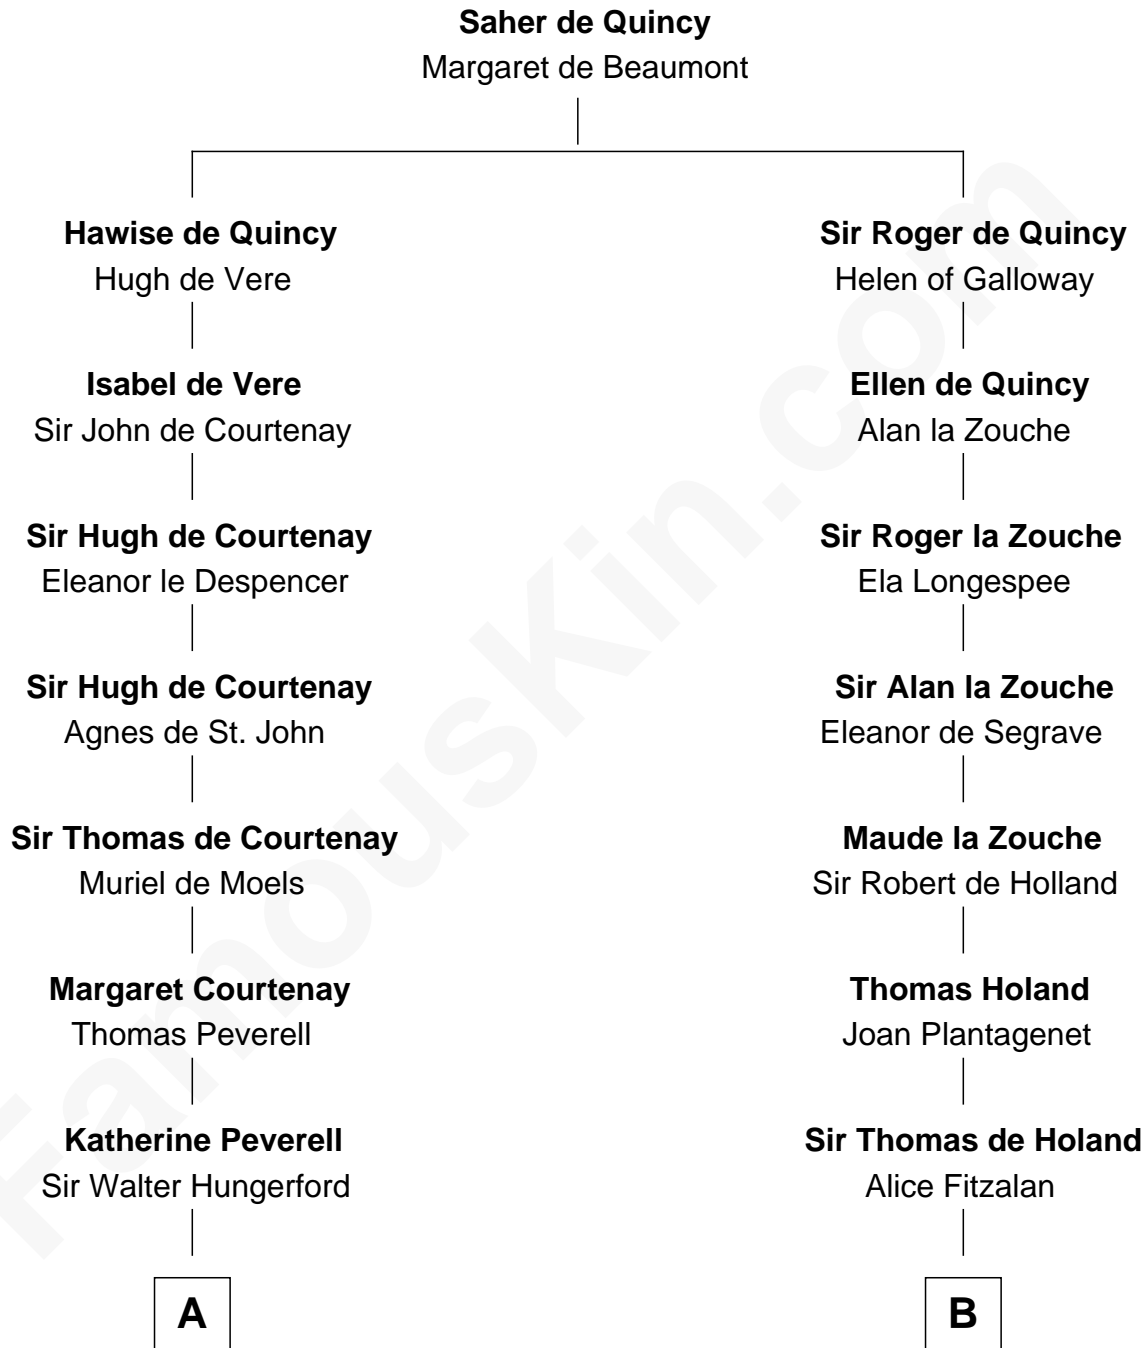 Saher de Quincy
Margaret de Beaumont
Hawise de Quincy
Hugh de Vere
Sir Roger de Quincy
Helen of Galloway
Isabel de Vere
Sir John de Courtenay
Ellen de Quincy
Alan la Zouche
Sir Hugh de Courtenay
Eleanor le Despencer
Sir Roger la Zouche
Ela Longespee
Sir Hugh de Courtenay
Agnes de St. John
Sir Alan la Zouche
Eleanor de Segrave
Sir Thomas de Courtenay
Muriel de Moels
Maude la Zouche
Sir Robert de Holland
Margaret Courtenay
Thomas Peverell
Thomas Holand
Joan Plantagenet
Katherine Peverell
Sir Walter Hungerford
Sir Thomas de Holand
Alice Fitzalan
A
B
FamousKin.com